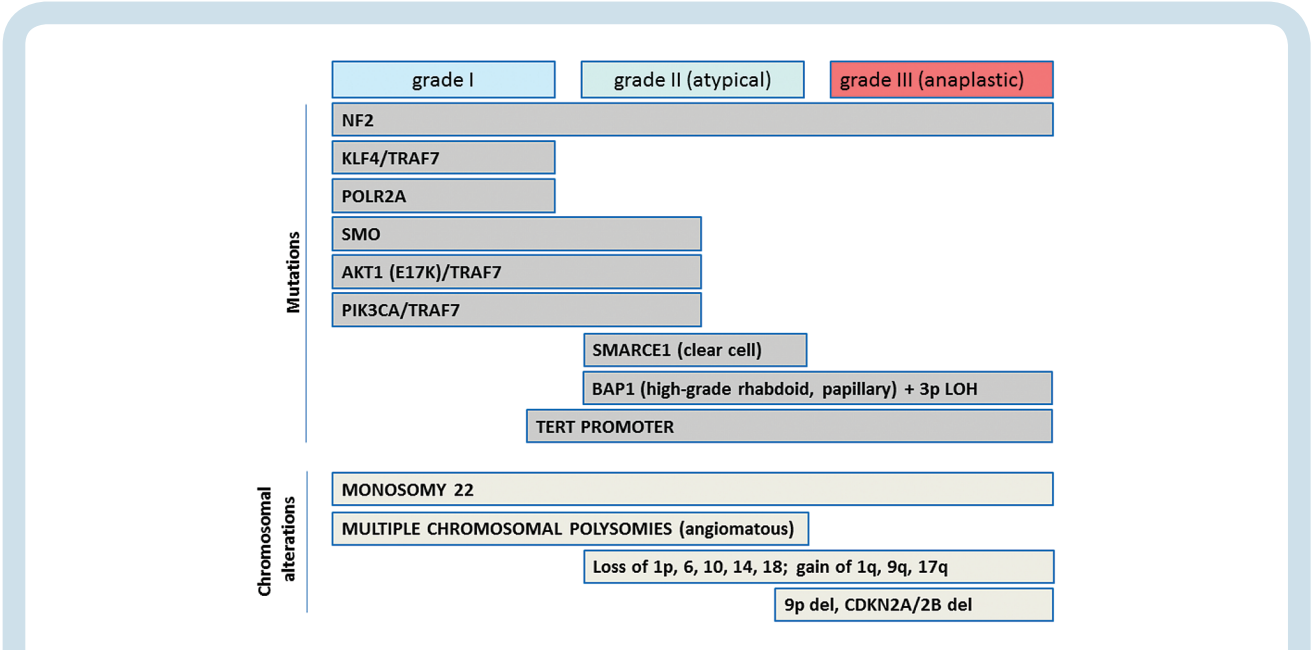 grade I
grade II (atypical)
grade III (anaplastic)
Mutations
NF2
KLF4/TRAF7
POLR2A
SMO
AKT1 (E17K)/TRAF7
PIK3CA/TRAF7
SMARCE1 (clear cell)
BAP1 (high-grade rhabdoid, papillary) + 3p LOH
TERT PROMOTER
Chromosomal
alterations
MONOSOMY 22
MULTIPLE CHROMOSOMAL POLYSOMIES (angiomatous)
Loss of 1p, 6, 10, 14, 18; gain of 1q, 9q, 17q
9p del, CDKN2A/2B del